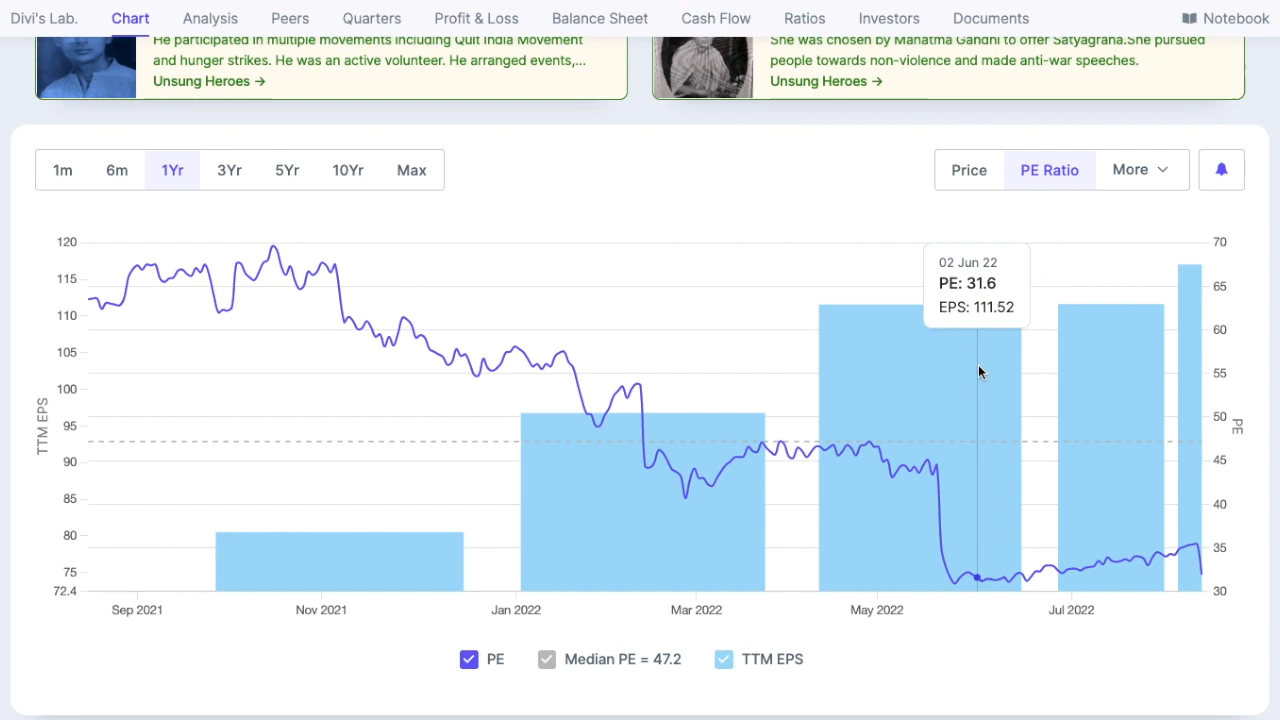 Divi's Lab. Chart Analysis Peers Quarters Profit & Loss Balance Sheet Cash Flow Ratios Investors Documents Notebook
He participated in multiple movements including Quit India Movement
and hunger strikes. He was an active volunteer. He arranged events,...
Unsung Heroes →
She was chosen by Mahatma Gandhi to offer Satyagraha.She pursued
people towards non-violence and made anti-war speeches.
Unsung Heroes →
1m 6m 1Yr 3Yr 5Yr 10Yr Max
Price PE Ratio More
02 Jun 22
PE: 31.6
EPS: 111.52
TTM EPS
120
115
110
105
100
95
90
85
80
75
72.4
70
65
60
55
50
45
40
35
30
PE
Sep 2021 Nov 2021 Jan 2022 Mar 2022 May 2022 Jul 2022
PE Median PE = 47.2 TTM EPS